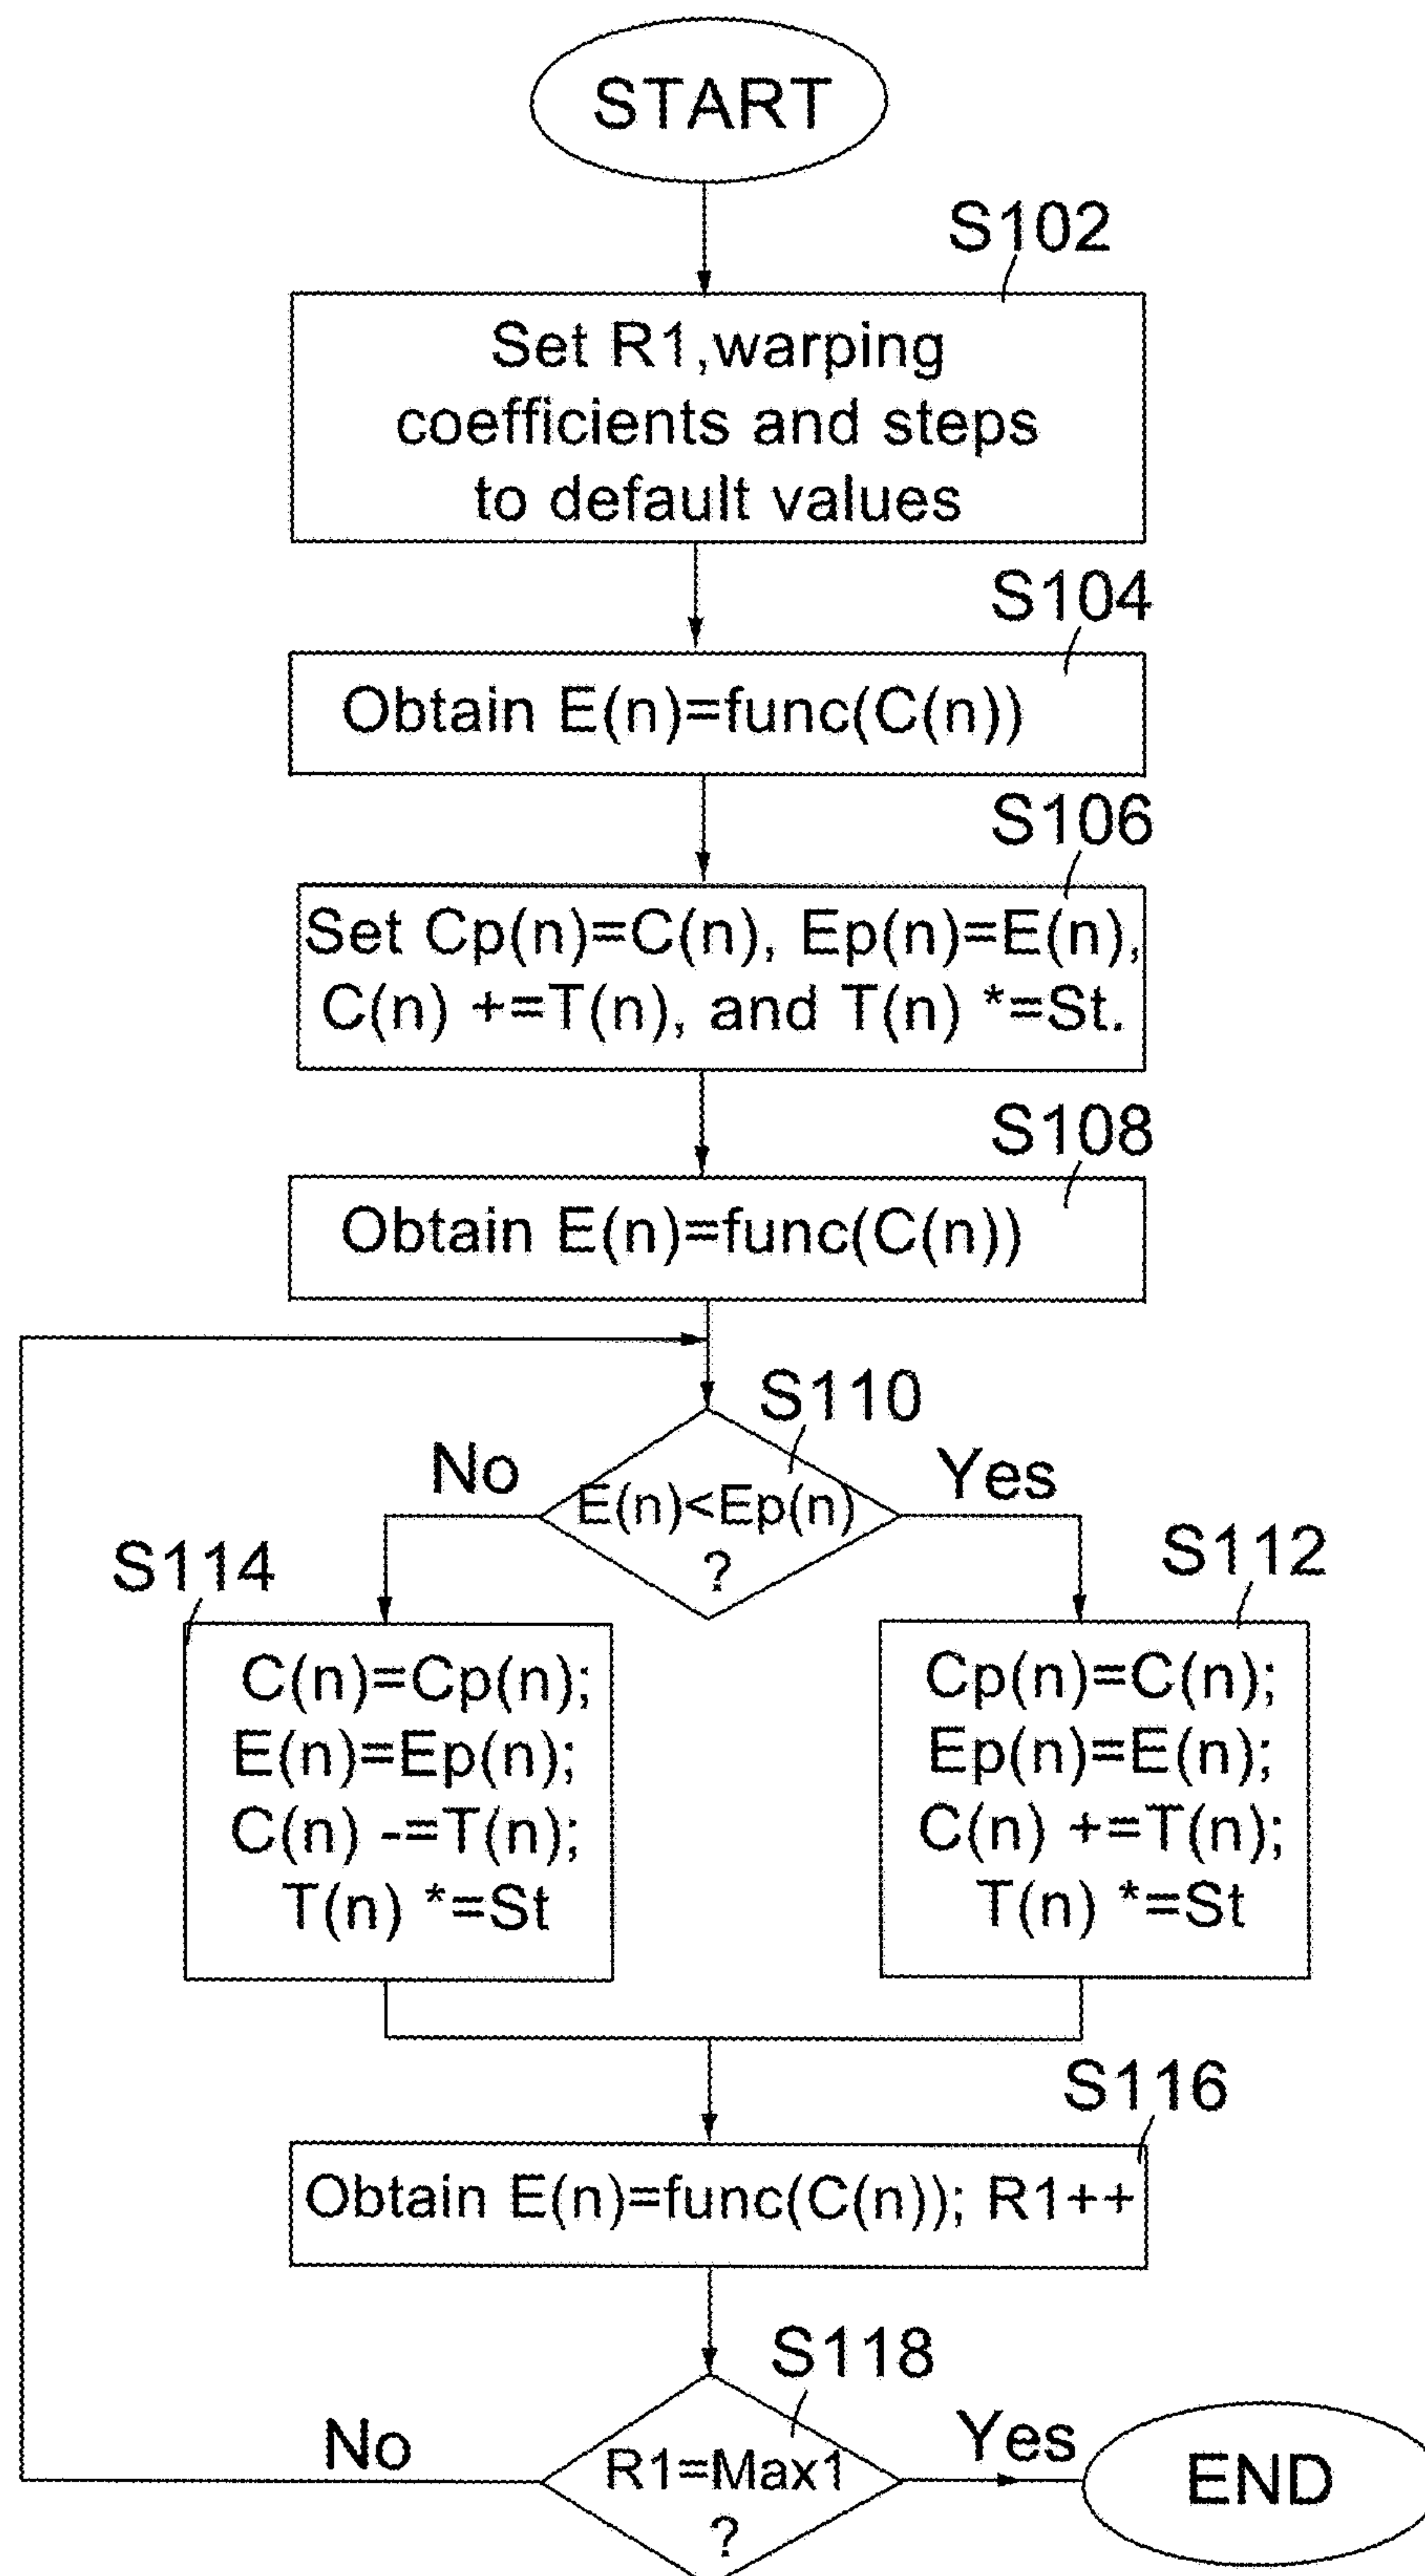 START
S102
Set R1,warping
coefficients and steps
to default values
S104
Obtain E(n)=func(C(n))
S106
Set Cp(n)=C(n), Ep(n)=E(n),
C(n) +=T(n), and T(n) *=St.
S108
Obtain E(n)=func(C(n))
S110
No
E(n)<Ep(n)
?
Yes
S114
C(n)=Cp(n);
E(n)=Ep(n);
C(n) -=T(n);
T(n) *=St
S112
Cp(n)=C(n);
Ep(n)=E(n);
C(n) +=T(n);
T(n) *=St
S116
Obtain E(n)=func(C(n)); R1++
S118
No
R1=Max1
?
Yes
END